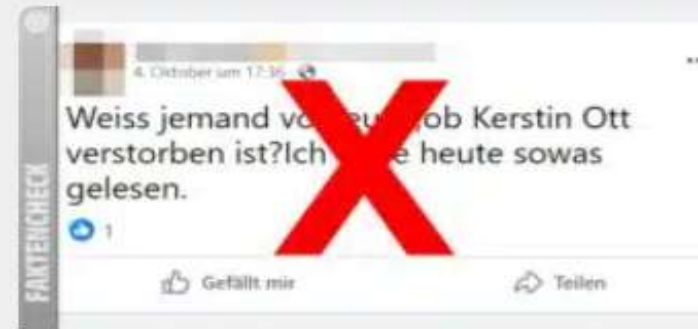 4. Oktober um 17:36
Weiss jemand ob Kerstin Ott
verstorben ist?Ich heute sowas
gelesen.
1
Gefällt mir
Teilen
FAKTENCHECK